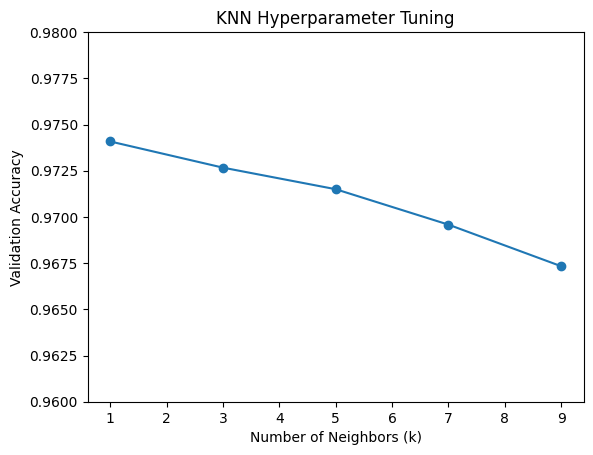 KNN Hyperparameter Tuning
0.9800
0.9775
0.9750
0.9725
0.9700
0.9675
0.9650
0.9625
0.9600
Validation Accuracy
1 2 3 4 5 6 7 8 9
Number of Neighbors (k)